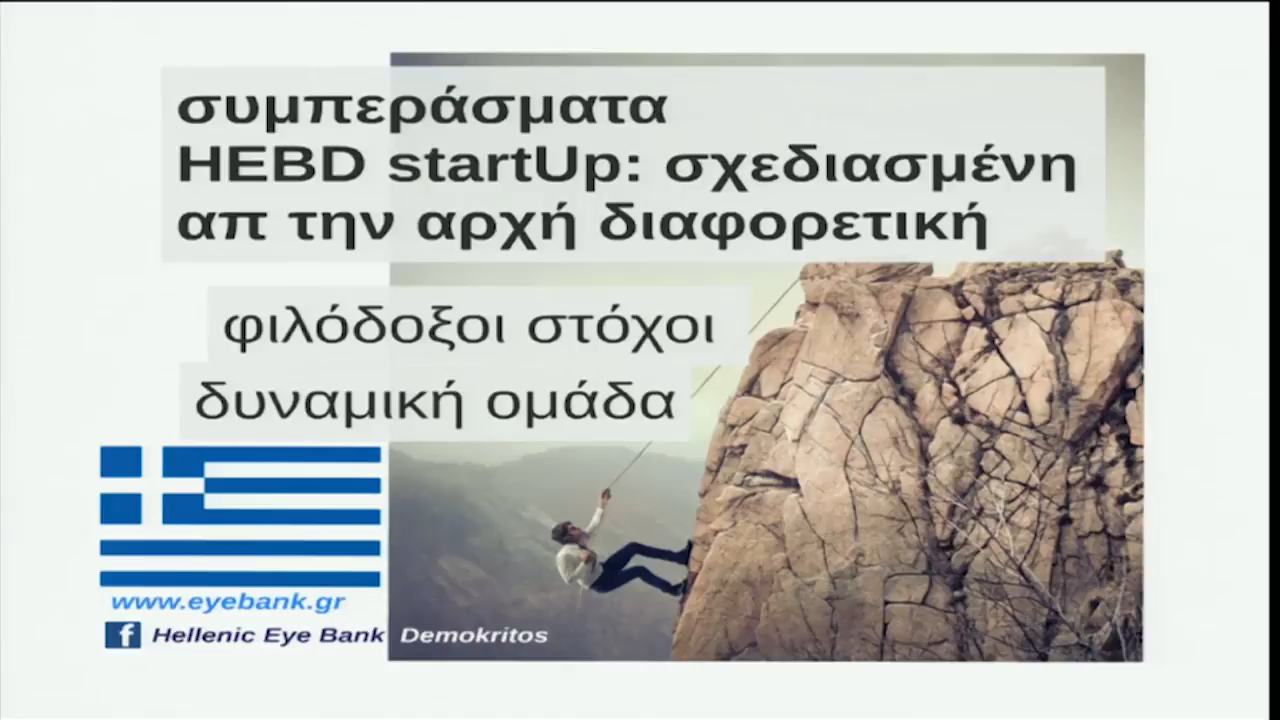 συμπεράσματα
HEBD startUp: σχεδιασμένη
απ την αρχή διαφορετική
φιλόδοξοι στόχοι
δυναμική ομάδα
www.eyebank.gr
f Hellenic Eye Bank Demokritos